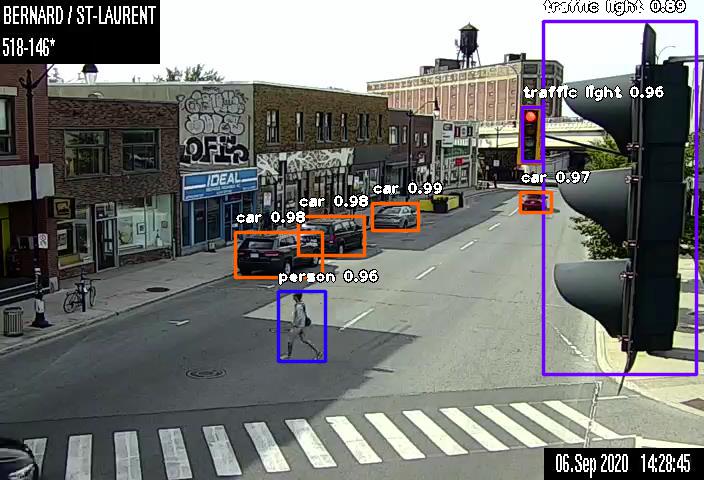 BERNARD / ST-LAURENT
518-146*
traffic light 0.89
traffic light 0.96
car 0.97
IDEAL
car 0.99
car 0.98
car 0.98
person 0.96
06.Sep 2020 14:28:45